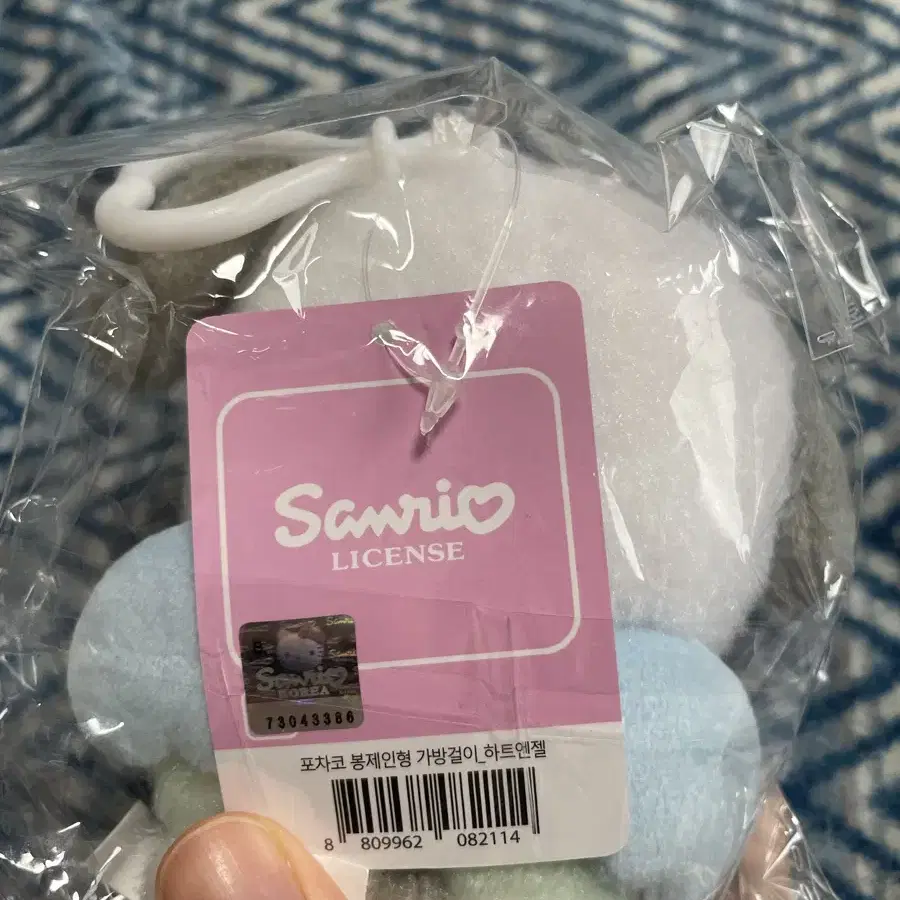 Sanrio
LICENSE
Sanrio
KOREA
73043386
포차코 봉제인형 가방걸이_하트엔젤
8 809962 082114